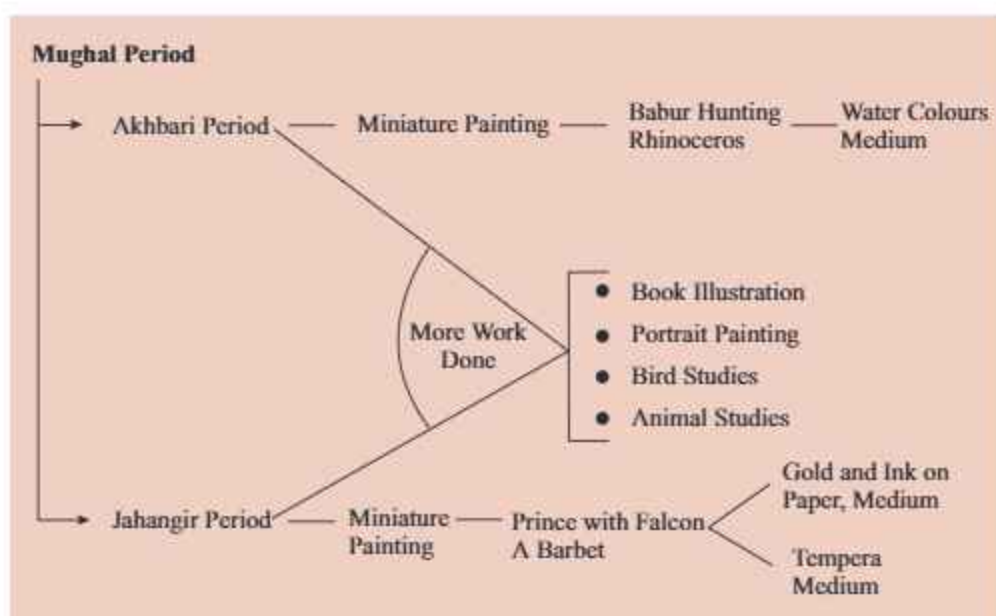 Mughal Period
Akhbari Period
Miniature Painting
Babur Hunting
Rhinoceros
Water Colours
Medium
More Work
Done
Book Illustration
Portrait Painting
Bird Studies
Animal Studies
Jahangir Period
Miniature
Painting
Prince with Falcon
A Barbet
Gold and Ink on
Paper, Medium
Tempera
Medium